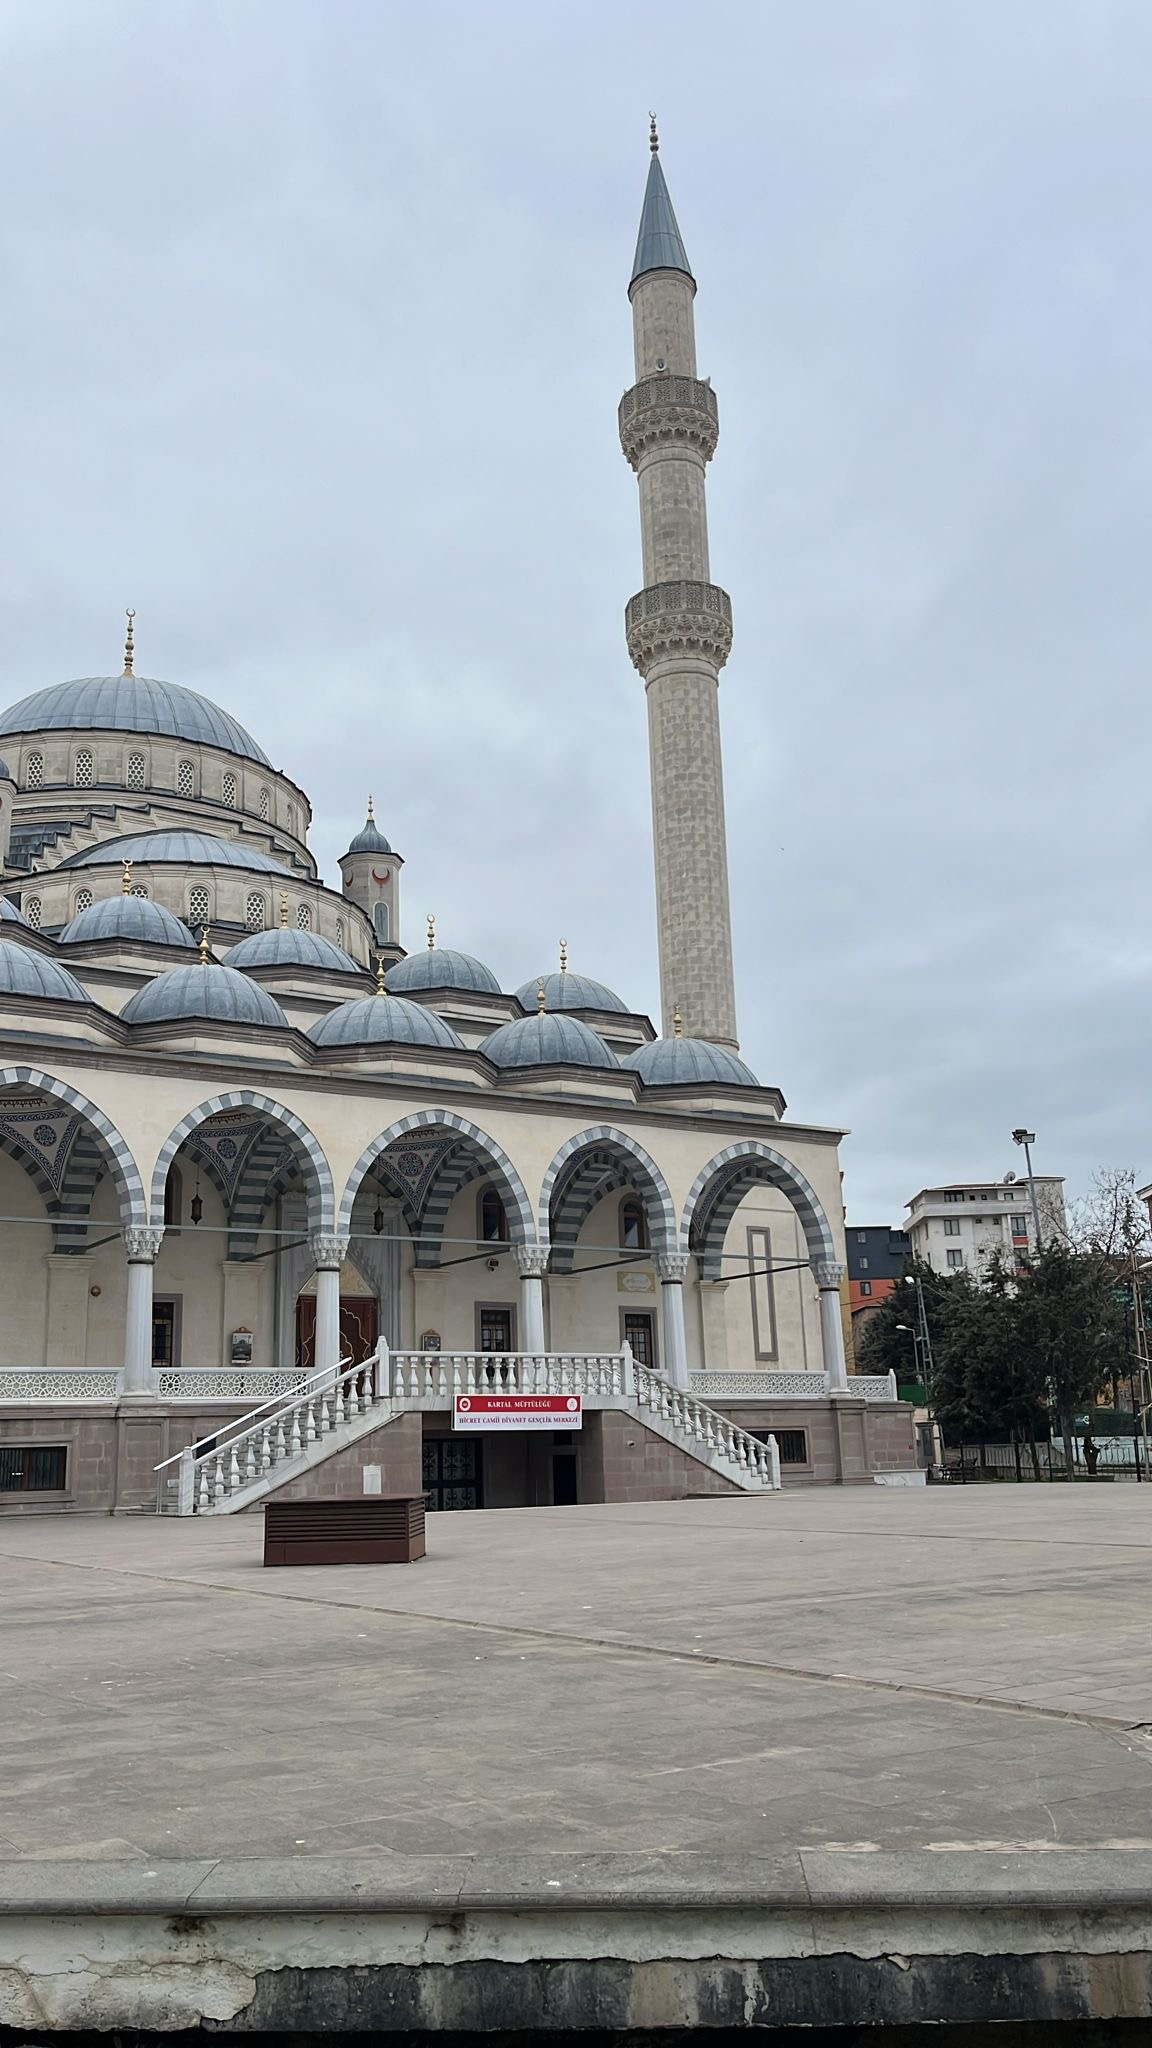 KARTAL MÜFTÜLÜĞÜ
HİCRET CAMİİ DİYANET GENÇLİK MERKEZİ